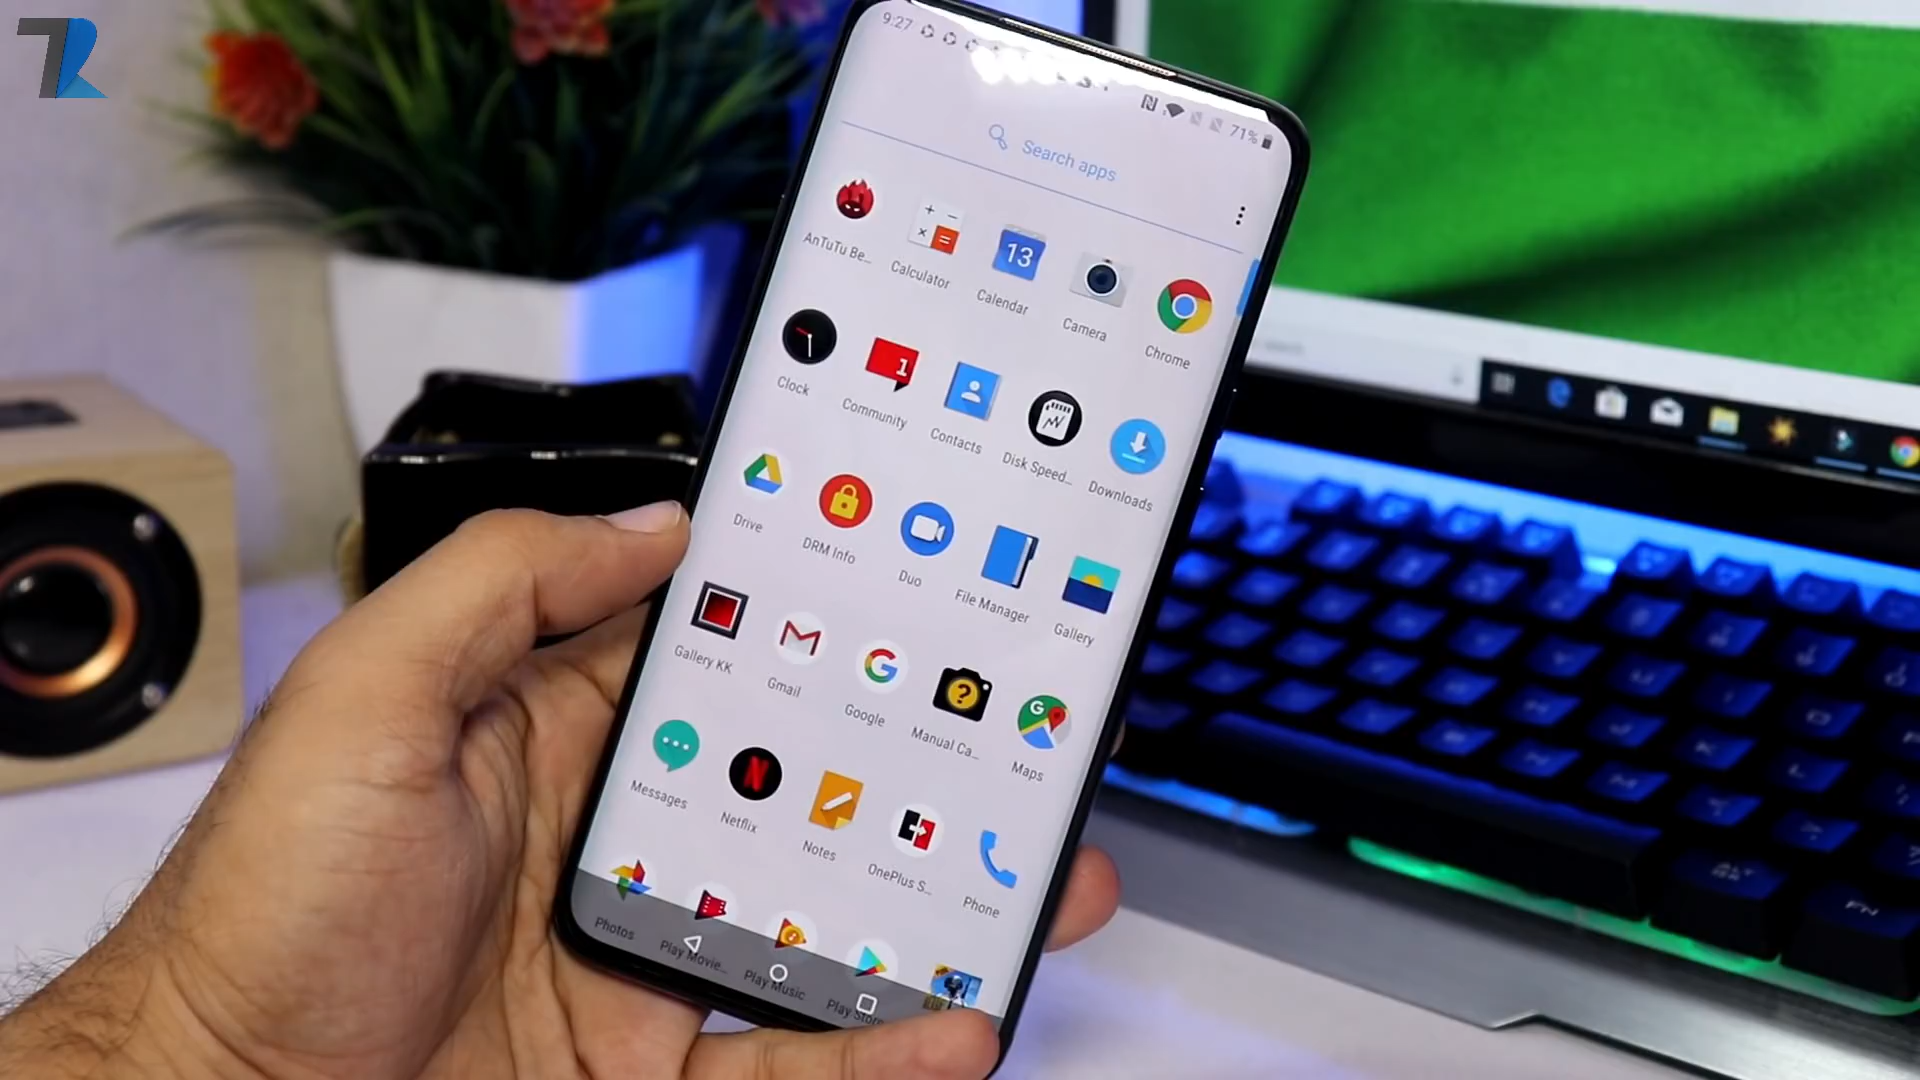 9:27
71%
Search apps
AnTuTu Be...
Calculator
13
Calendar
Camera
Chrome
Clock
1
Community
Contacts
Disk Speed...
Downloads
Drive
DRM Info
Duo
File Manager
Gallery
Gallery KK
Gmail
Google
Manual Ca...
Maps
Messages
Netflix
Notes
OnePlus S...
Phone
Photos
Play Movie...
Play Music
Play Store
ALT
FN